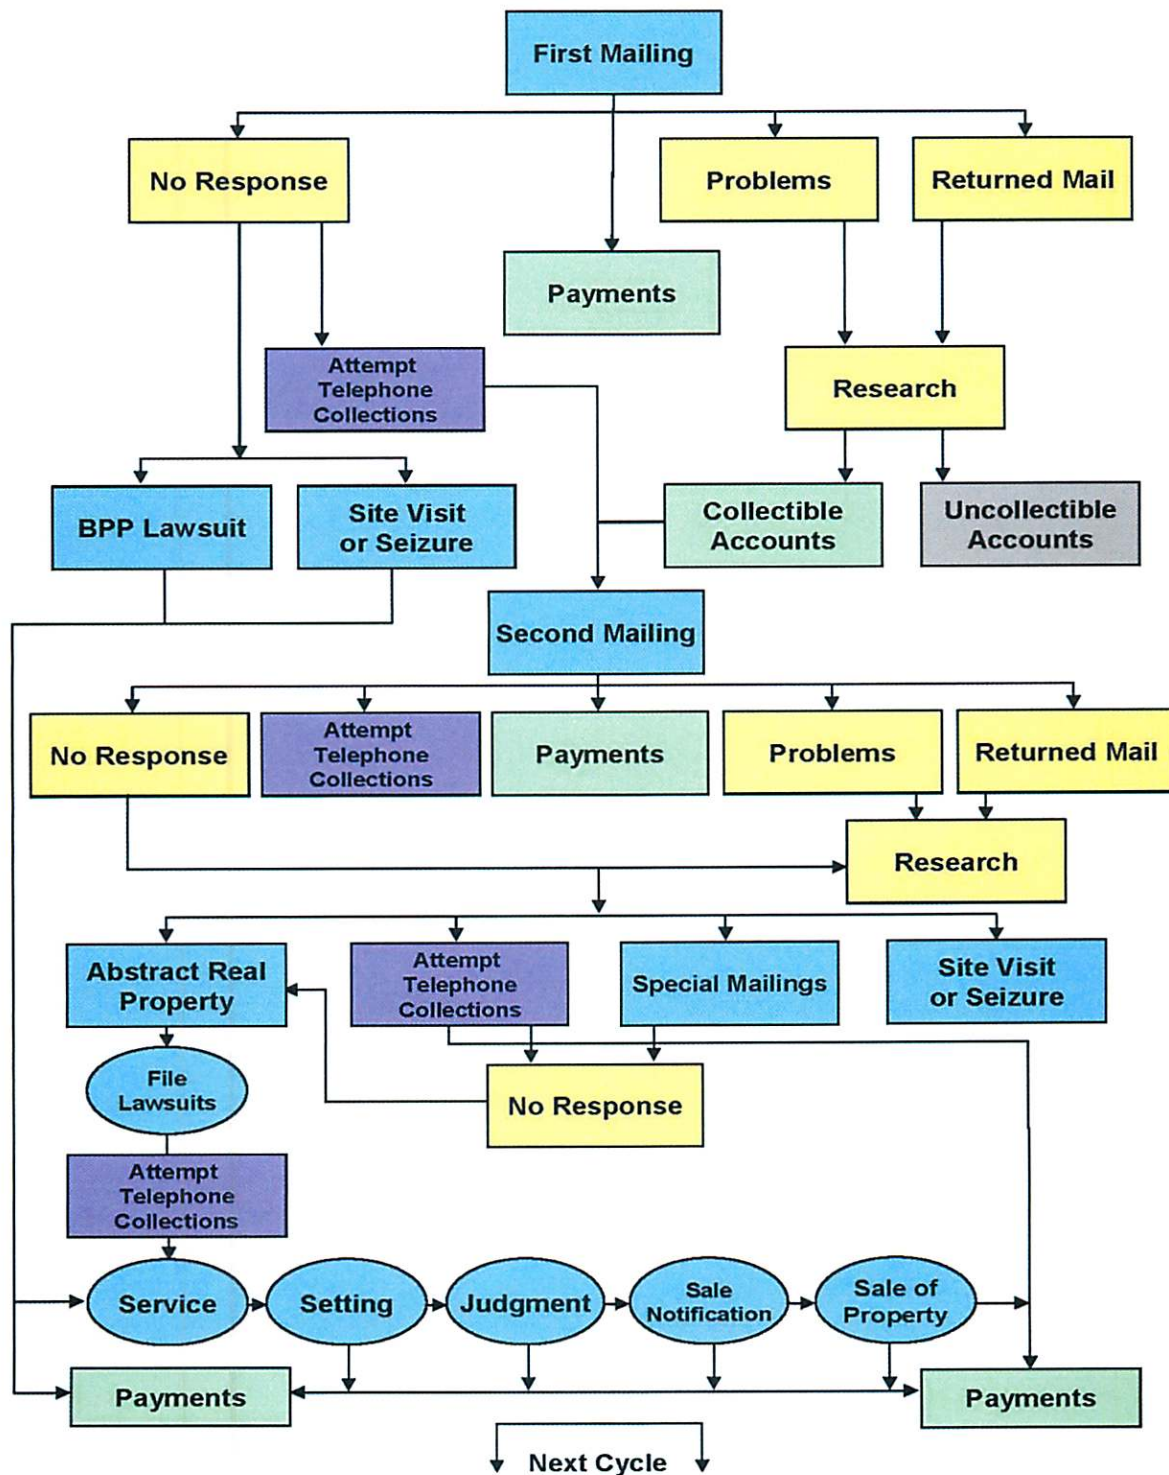 First Mailing
No Response
Problems
Returned Mail
Payments
Attempt
Telephone
Collections
Research
BPP Lawsuit
Site Visit
or Seizure
Collectible
Accounts
Uncollectible
Accounts
Second Mailing
No Response
Attempt
Telephone
Collections
Payments
Problems
Returned Mail
Research
Abstract Real
Property
Attempt
Telephone
Collections
Special Mailings
Site Visit
or Seizure
File
Lawsuits
No Response
Attempt
Telephone
Collections
Service
Setting
Judgment
Sale
Notification
Sale of
Property
Payments
Payments
Next Cycle